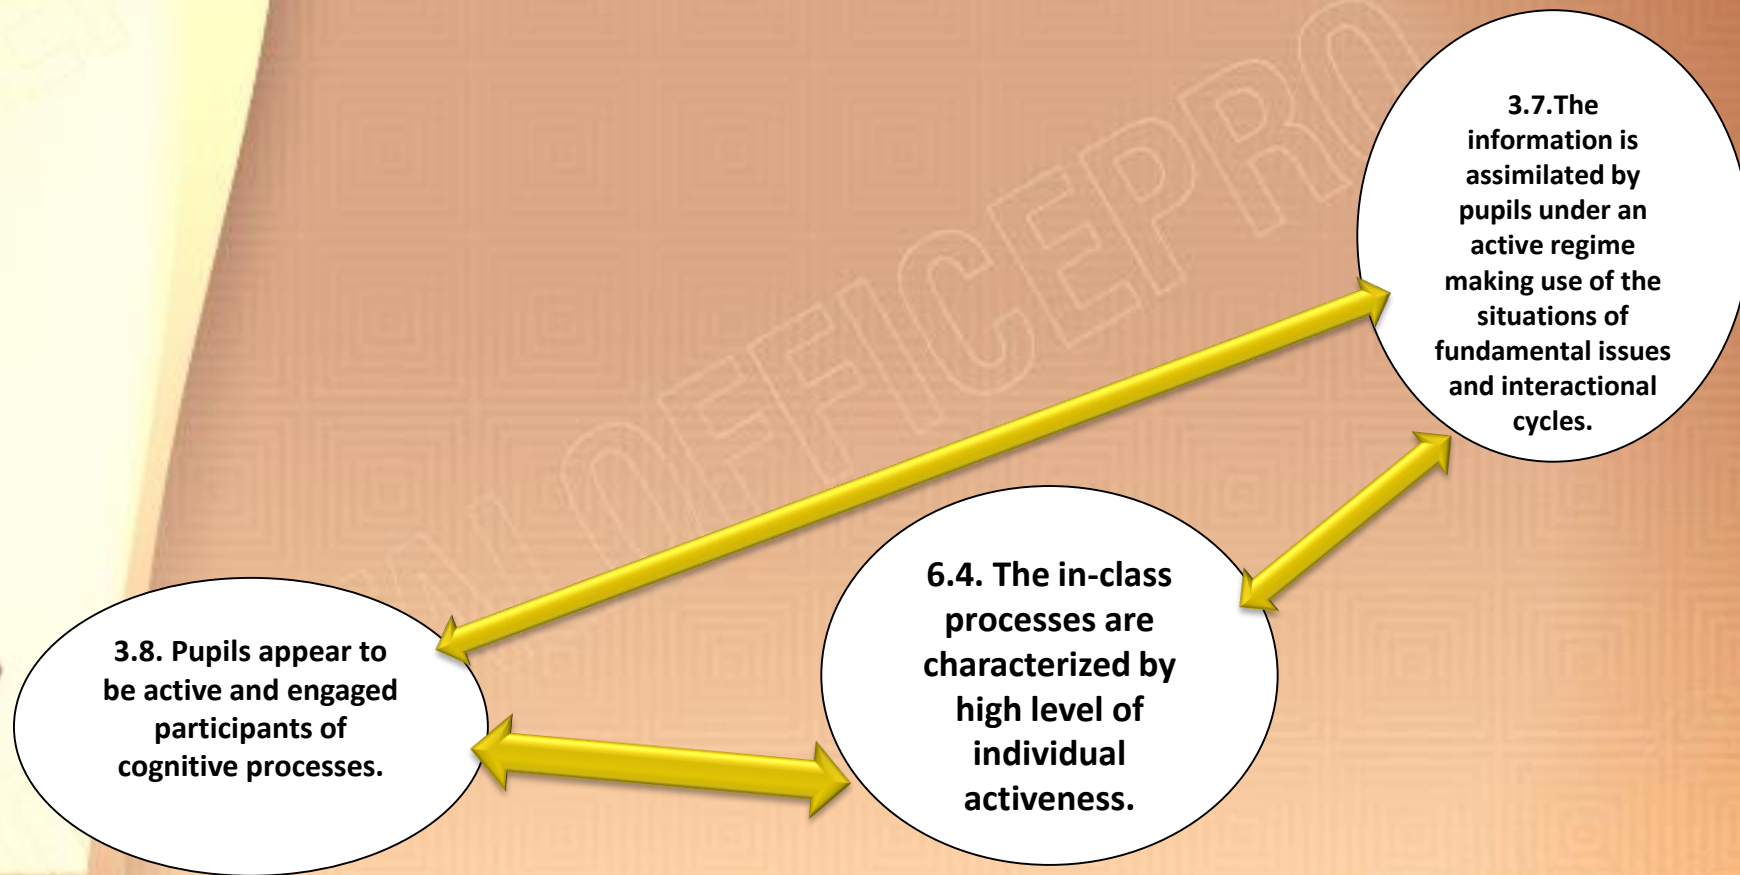 3.7.The
information is
assimilated by
pupils under an
active regime
making use of the
situations of
fundamental issues
and interactional
cycles.
6.4. The in-class
processes are
characterized by
high level of
individual
activeness.
3.8. Pupils appear to
be active and engaged
participants of
cognitive processes.
OFFICEPRO